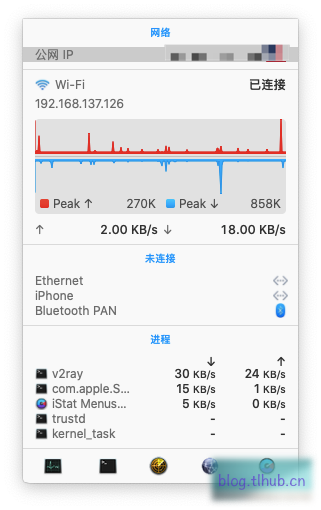 网络
公网 IP
Wi-Fi 已连接
192.168.137.126
Peak ↑ 270K Peak ↓ 858K
↑ 2.00 KB/s ↓ 18.00 KB/s
未连接
Ethernet
iPhone
Bluetooth PAN
进程
↓ ↑
v2ray 30 KB/s 24 KB/s
com.apple.S... 15 KB/s 1 KB/s
iStat Menus... 5 KB/s 0 KB/s
trustd - -
kernel_task - -
blog.tlhub.cn